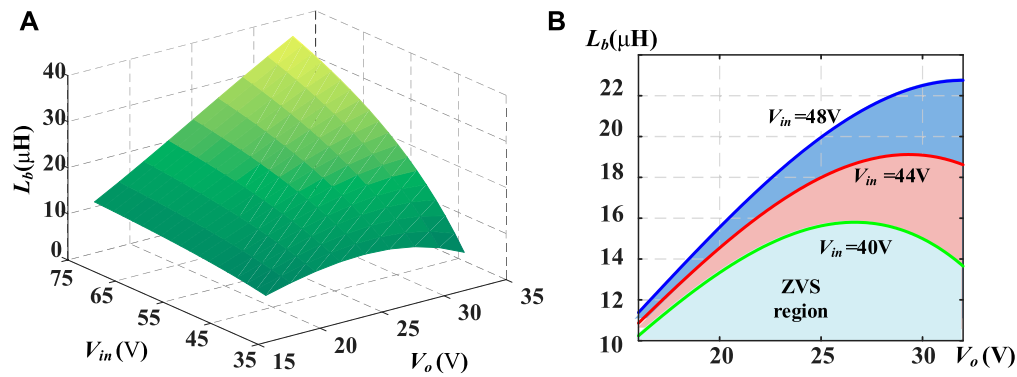 A
L_b(μH)
40
30
20
10
0
75
65
55
45
35
V_in(V)
15
20
25
30
35
V_o(V)
B
L_b(μH)
22
20
18
16
14
12
10
V_in=48V
V_in=44V
V_in=40V
ZVS
region
20
25
30
V_o(V)